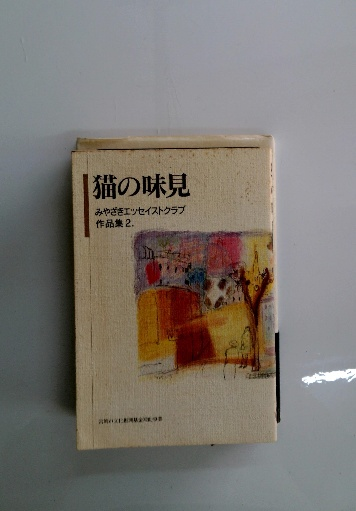 猫の味見
みやざきエッセイストクラブ
作品集 2.